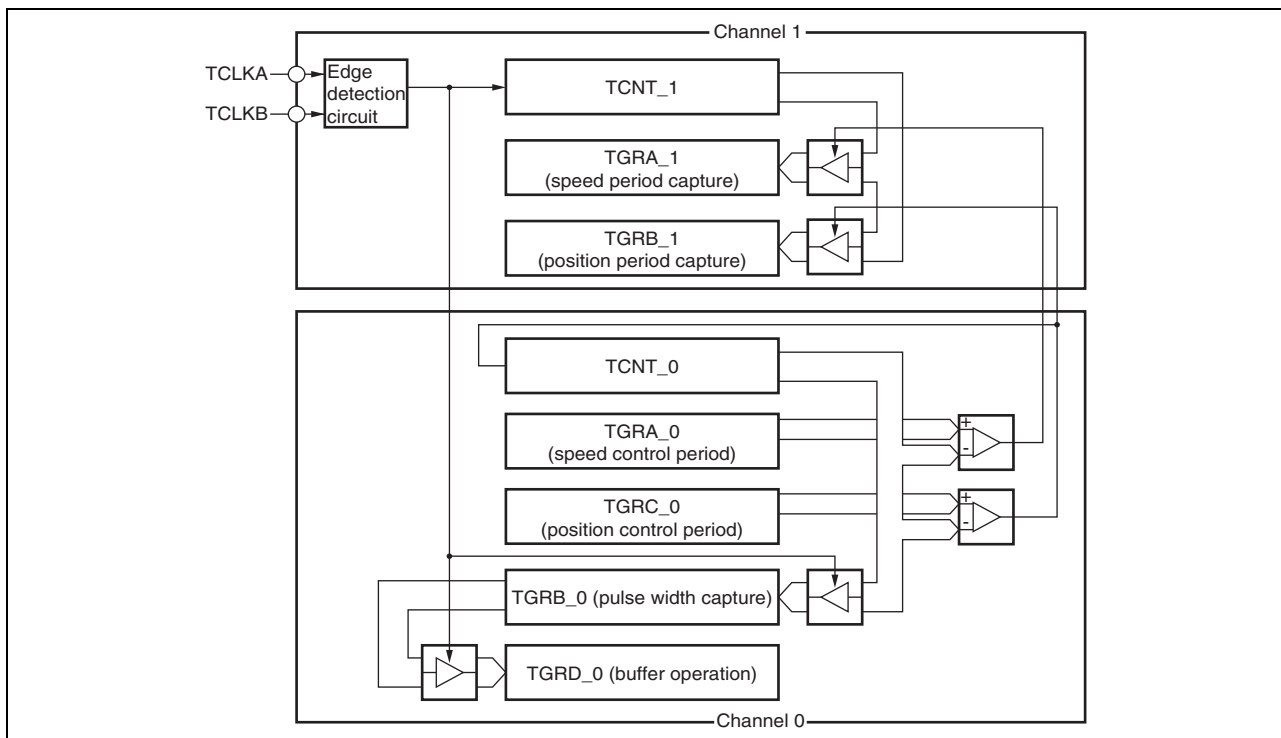 Channel 1
TCLKA
TCLKB
Edge
detection
circuit
TCNT_1
TGRA_1
(speed period capture)
TGRB_1
(position period capture)
TCNT_0
TGRA_0
(speed control period)
+
-
TGRC_0
(position control period)
+
-
TGRB_0 (pulse width capture)
TGRD_0 (buffer operation)
Channel 0